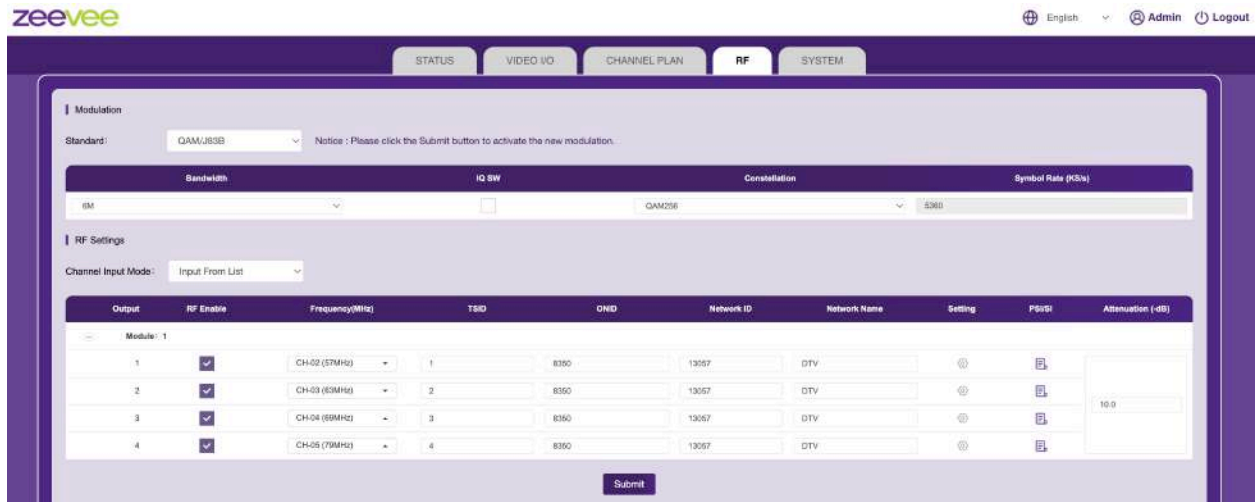 zeevee
English Admin Logout
STATUS VIDEO I/O CHANNEL PLAN RF SYSTEM
Modulation
Standard: QAM/J83B Notice : Please click the Submit button to activate the new modulation.
Bandwidth IQ SW Constellation Symbol Rate (KS/s)
6M QAM256 5360
RF Settings
Channel Input Mode: Input From List
Output RF Enable Frequency(MHz) TSID ONID Network ID Network Name Setting PSI/SI Attenuation (-dB)
Module: 1
1 CH-02 (57MHz) 1 8350 13057 DTV
2 CH-03 (63MHz) 2 8350 13057 DTV
10.0
3 CH-04 (69MHz) 3 8350 13057 DTV
4 CH-05 (79MHz) 4 8350 13057 DTV
Submit